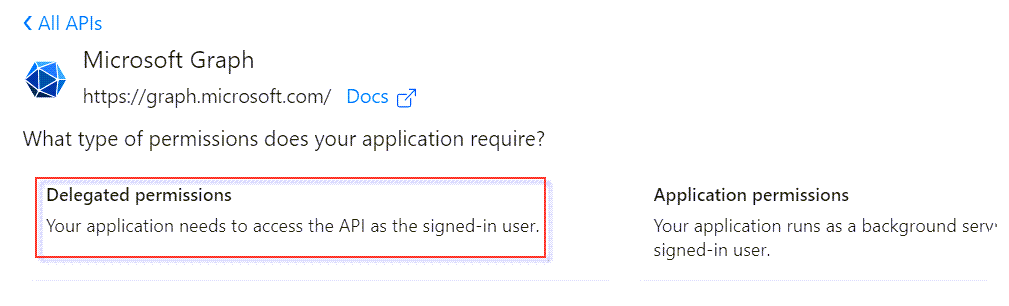 All APIs
Microsoft Graph
https://graph.microsoft.com/ Docs
What type of permissions does your application require?
Delegated permissions
Your application needs to access the API as the signed-in user.
Application permissions
Your application runs as a background
signed-in user.